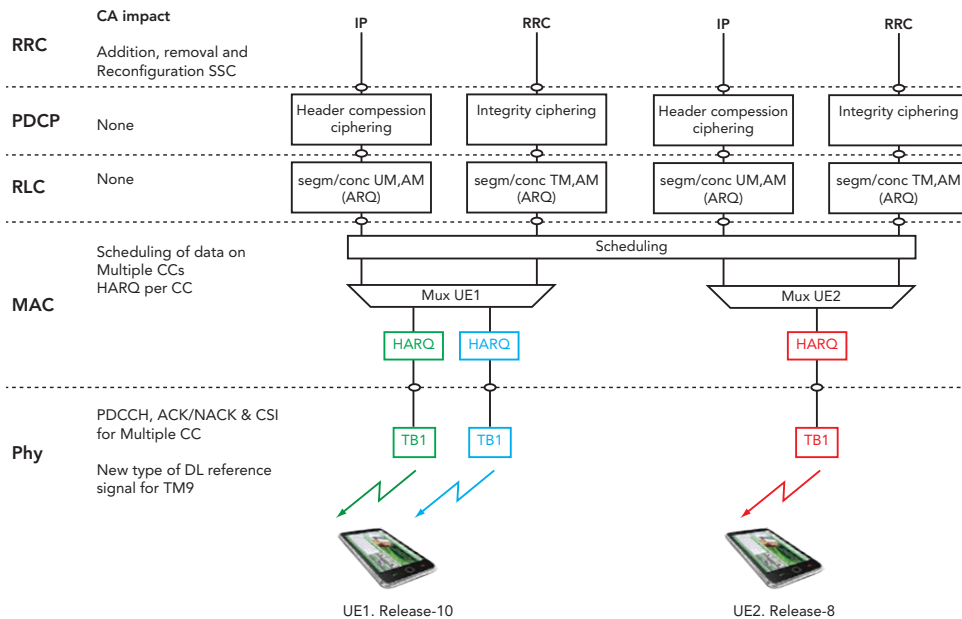 CA impact
IP
RRC
IP
RRC
RRC
Addition, removal and
Reconfiguration SSC
PDCP
None
Header compession
ciphering
Integrity ciphering
Header compession
ciphering
Integrity ciphering
RLC
None
segm/conc UM,AM
(ARQ)
segm/conc TM,AM
(ARQ)
segm/conc UM,AM
(ARQ)
segm/conc TM,AM
(ARQ)
MAC
Scheduling of data on
Multiple CCs
HARQ per CC
Scheduling
Mux UE1
Mux UE2
HARQ
HARQ
HARQ
Phy
PDCCH, ACK/NACK & CSI
for Multiple CC
New type of DL reference
signal for TM9
TB1
TB1
TB1
UE1. Release-10
UE2. Release-8